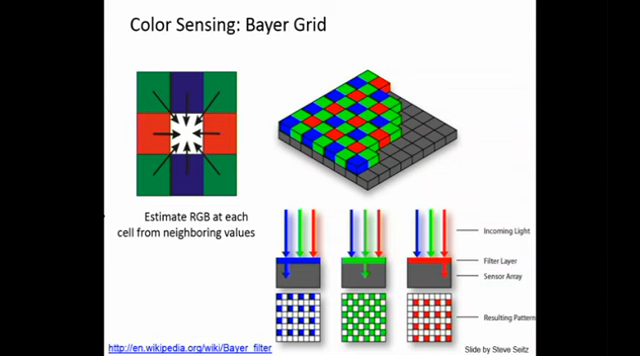 Color Sensing: Bayer Grid
Estimate RGB at each
cell from neighboring values
Incoming Light
Filter Layer
Sensor Array
Resulting Pattern
http://en.wikipedia.org/wiki/Bayer_filter
Slide by Steve Seitz